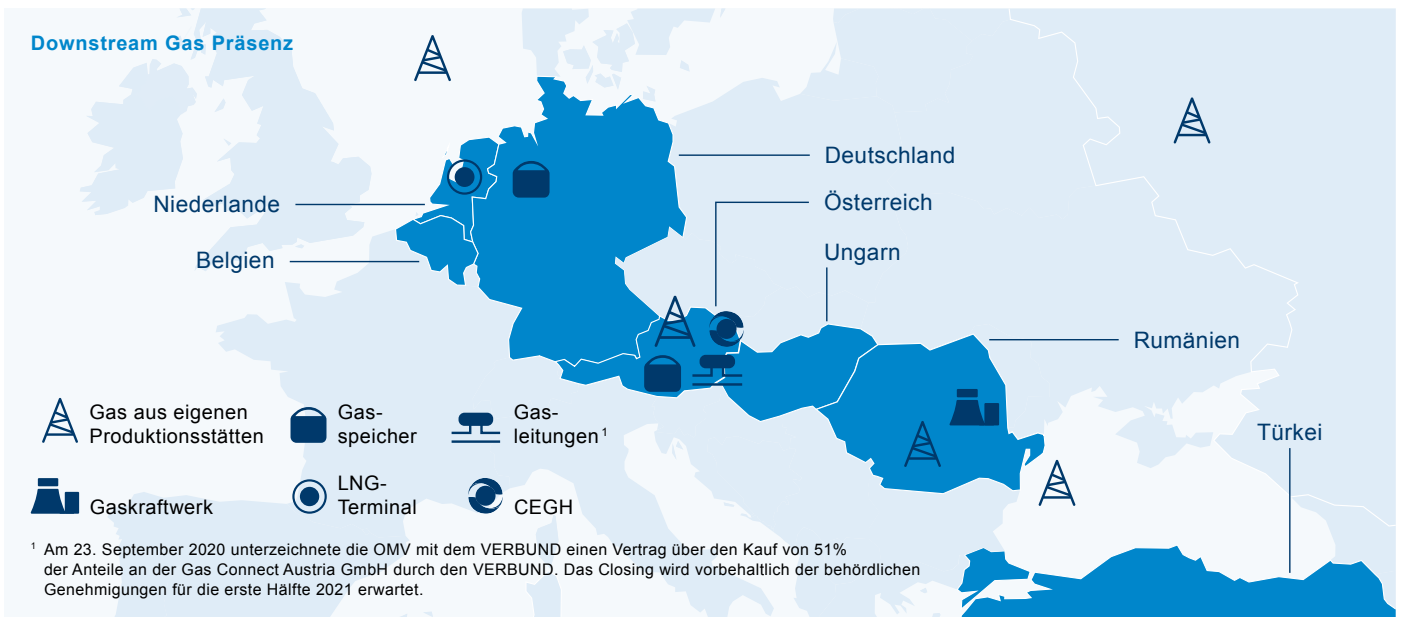 Downstream Gas Präsenz
Deutschland
Niederlande
Österreich
Belgien
Ungarn
Rumänien
Türkei
Gas aus eigenen
Produktionsstätten
Gas-
speicher
Gas-
leitungen¹
Gaskraftwerk
LNG-
Terminal
CEGH
¹ Am 23. September 2020 unterzeichnete die OMV mit dem VERBUND einen Vertrag über den Kauf von 51%
der Anteile an der Gas Connect Austria GmbH durch den VERBUND. Das Closing wird vorbehaltlich der behördlichen
Genehmigungen für die erste Hälfte 2021 erwartet.